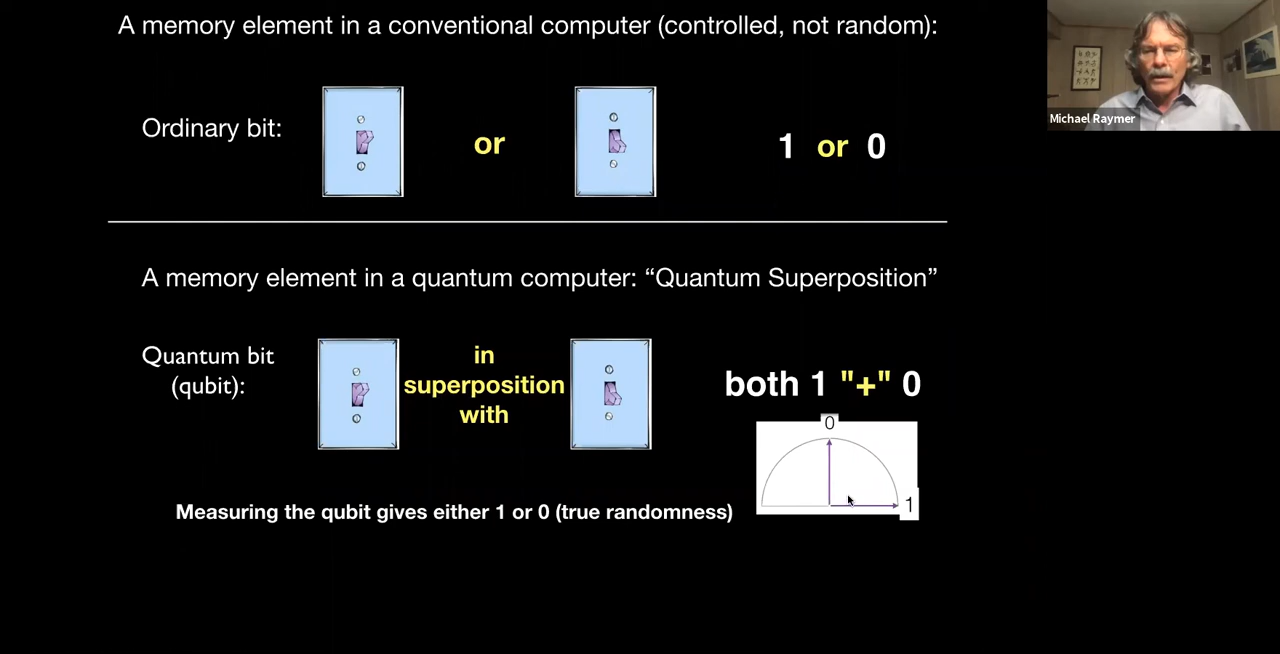 A memory element in a conventional computer (controlled, not random):
Michael Raymer
Ordinary bit:
or
1 or 0
A memory element in a quantum computer: “Quantum Superposition”
Quantum bit
(qubit):
in
superposition
with
both 1 "+" 0
0
1
Measuring the qubit gives either 1 or 0 (true randomness)